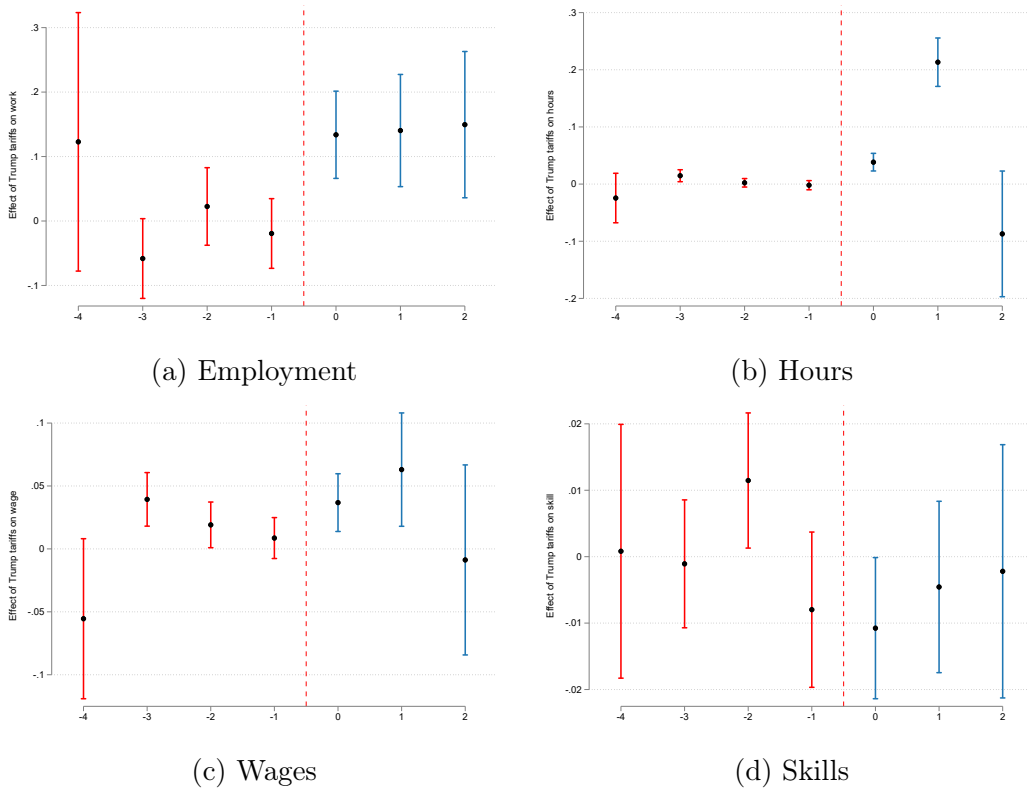 Effect of Trump tariffs on work
.3
.2
.1
0
-.1
-4 -3 -2 -1 0 1 2
(a) Employment
Effect of Trump tariffs on hours
.3
.2
.1
0
-.1
-.2
-4 -3 -2 -1 0 1 2
(b) Hours
Effect of Trump tariffs on wage
.1
.05
0
-.05
-.1
-4 -3 -2 -1 0 1 2
(c) Wages
Effect of Trump tariffs on skill
.02
.01
0
-.01
-.02
-4 -3 -2 -1 0 1 2
(d) Skills